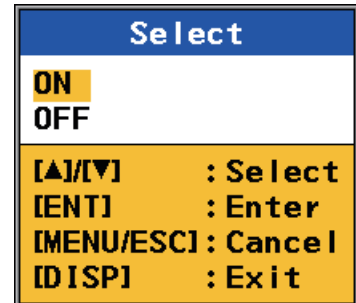 Select
ON
OFF
[▲]/[▼] :Select
[ENT] :Enter
[MENU/ESC]:Cancel
[DISP] :Exit